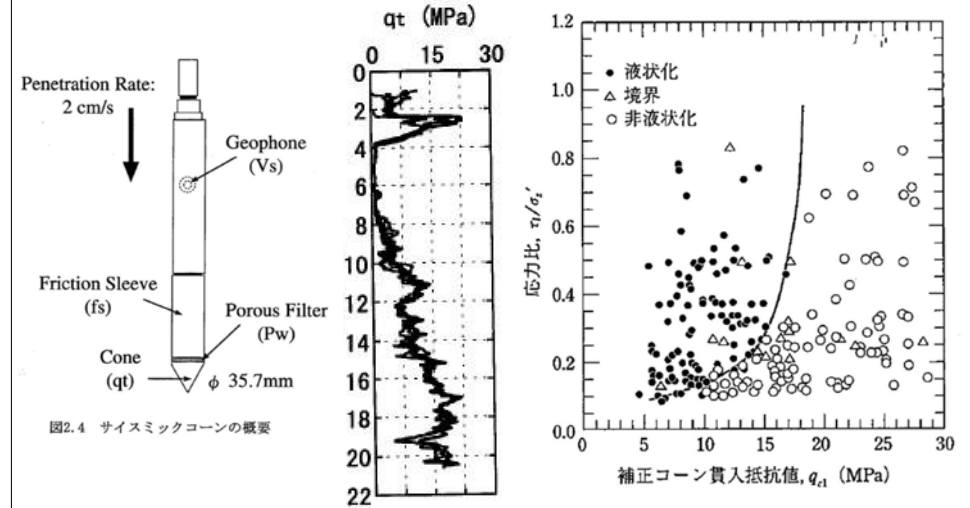 Penetration Rate:
2 cm/s
Geophone
(Vs)
Friction Sleeve
(fs)
Porous Filter
(Pw)
Cone
(qt)
φ 35.7mm
図2.4 サイスミックコーンの概要
qt (MPa)
0 15 30
0
2
4
6
8
10
12
14
16
18
20
22
1.2
1.0
0.8
0.6
0.4
0.2
0.0
応力比, τl/σz′
● 液状化
△ 境界
○ 非液状化
0 5 10 15 20 25 30
補正コーン貫入抵抗値, qc1 (MPa)